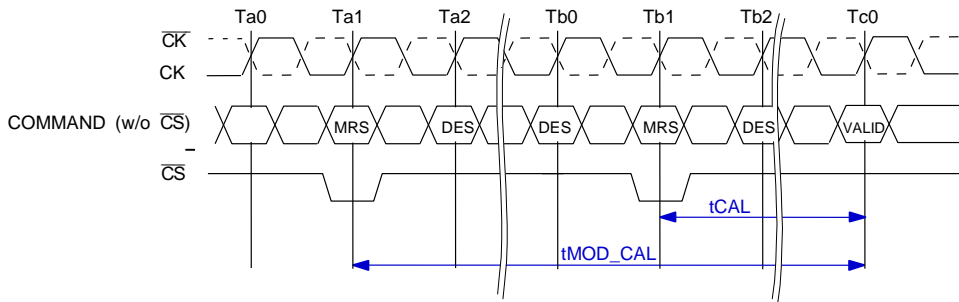 Ta0 Ta1 Ta2 Tb0 Tb1 Tb2 Tc0
CK
CK
COMMAND (w/o CS)
MRS DES DES MRS DES VALID
CS
tCAL
tMOD_CAL